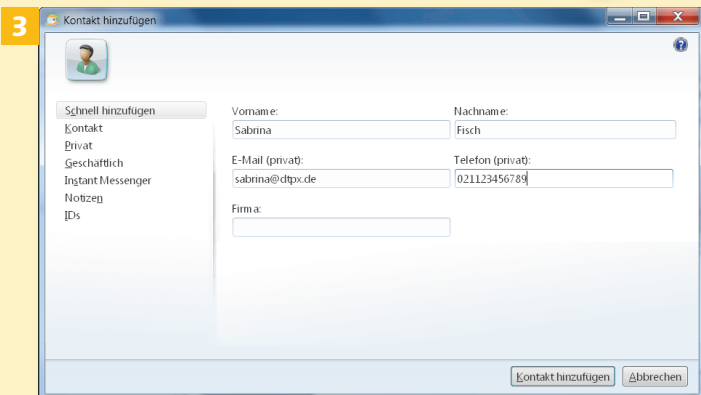 3
Kontakt hinzufügen
Schnell hinzufügen
Kontakt
Privat
Geschäftlich
Instant Messenger
Notizen
IDs
Vorname: Nachname:
Sabrina Fisch
E-Mail (privat): Telefon (privat):
sabrina@dtpx.de 021123456789
Firma:
Kontakt hinzufügen Abbrechen